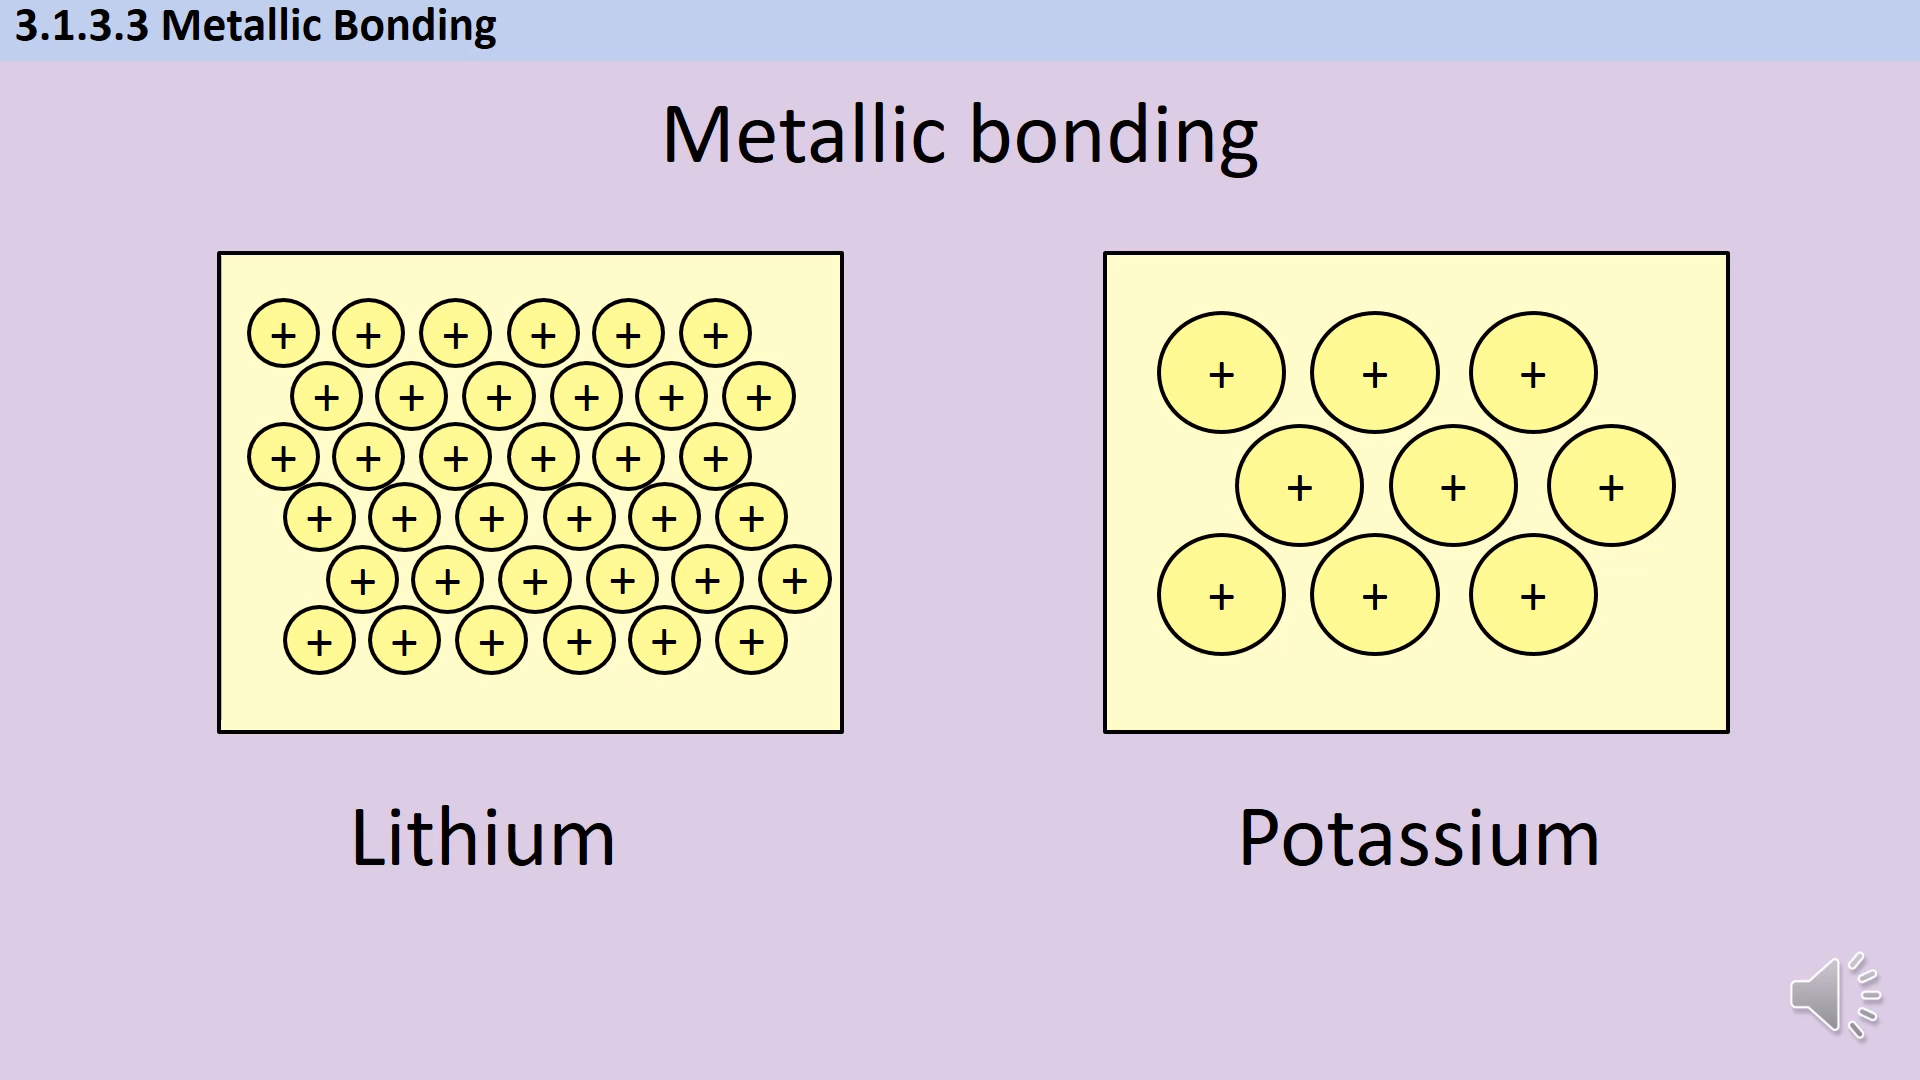 3.1.3.3 Metallic Bonding
Metallic bonding
+ + + + + +
+ + + + + +
+ + + + + +
+ + + + + +
+ + + + + +
+ + + + + +
+ + +
+ + +
+ + +
Lithium
Potassium